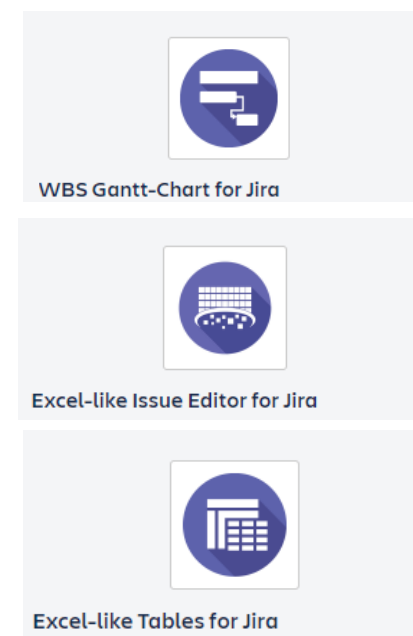 WBS Gantt-Chart for Jira
Excel-like Issue Editor for Jira
Excel-like Tables for Jira